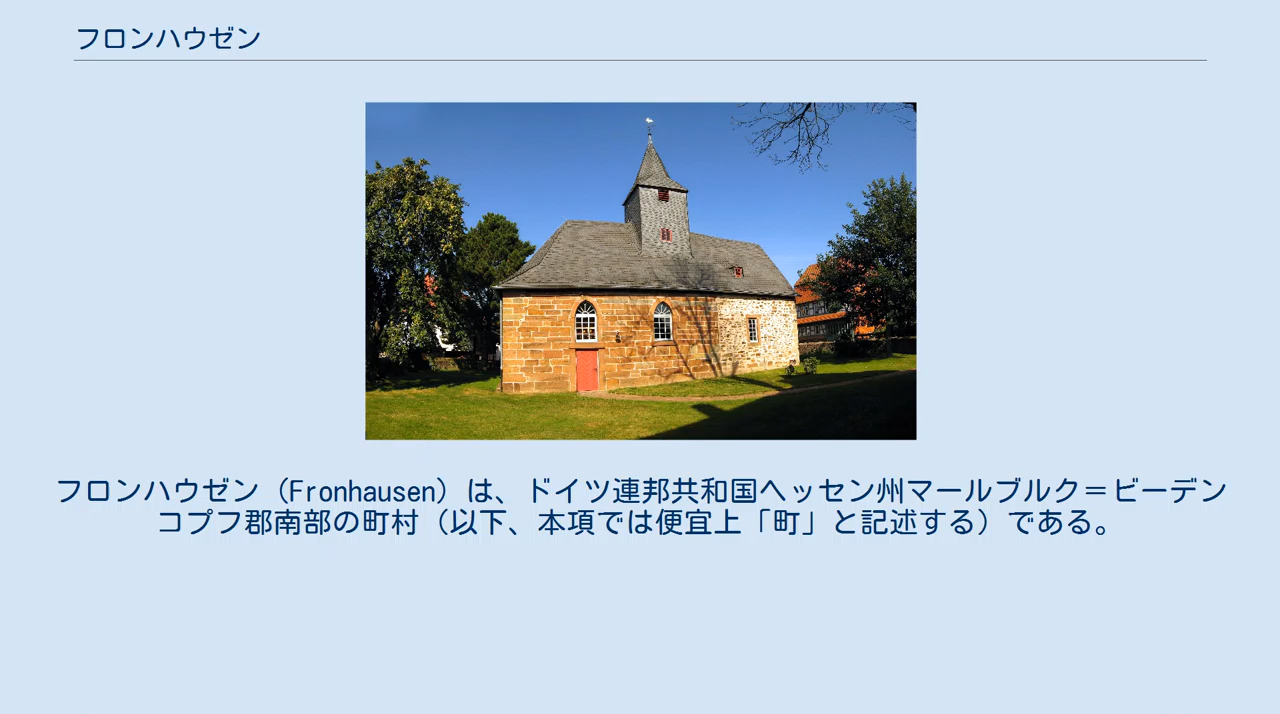 フロンハウゼン
フロンハウゼン（Fronhausen）は、ドイツ連邦共和国ヘッセン州マールブルク＝ビーデン
コプフ郡南部の町村（以下、本項では便宜上「町」と記述する）である。